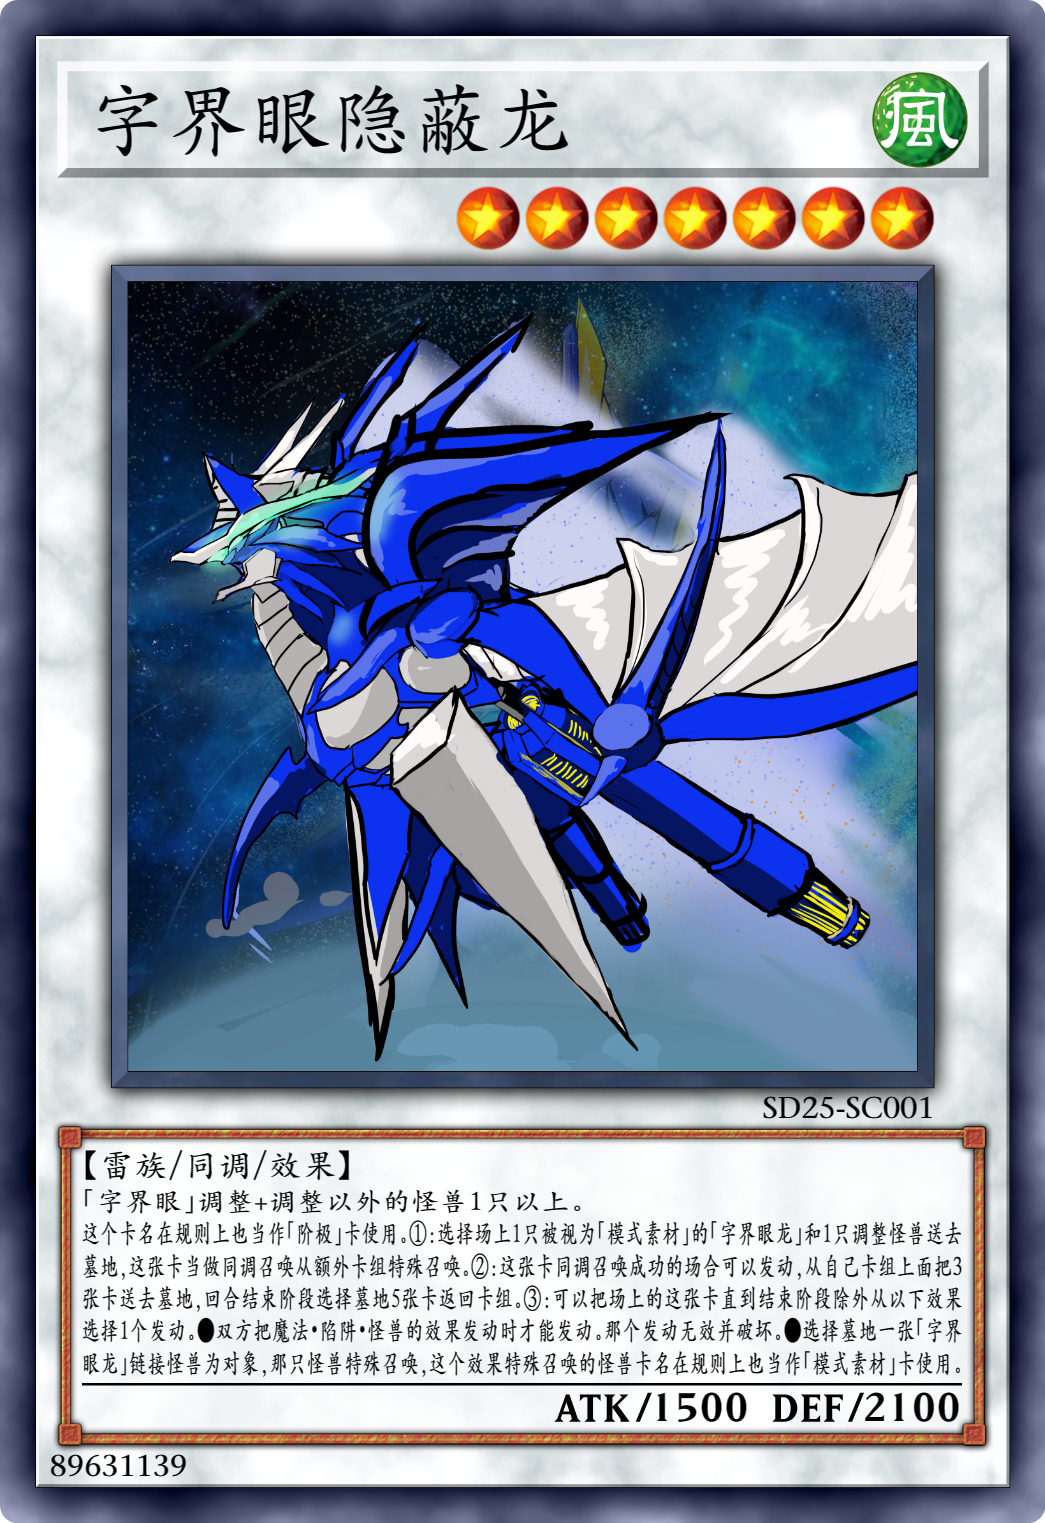 字界眼隐蔽龙
風
SD25-SC001
【雷族/同调/效果】
「字界眼」调整+调整以外的怪兽1只以上。
这个卡名在规则上也当作「阶极」卡使用。①:选择场上1只被视为「模式素材」的「字界眼龙」和1只调整怪兽送去
墓地,这张卡当做同调召唤从额外卡组特殊召唤。②:这张卡同调召唤成功的场合可以发动,从自己卡组上面把3
张卡送去墓地,回合结束阶段选择墓地5张卡返回卡组。③:可以把场上的这张卡直到结束阶段除外从以下效果
选择1个发动。●双方把魔法·陷阱·怪兽的效果发动时才能发动。那个发动无效并破坏。●选择墓地一张「字界
眼龙」链接怪兽为对象,那只怪兽特殊召唤,这个效果特殊召唤的怪兽卡名在规则上也当作「模式素材」卡使用。
ATK/1500 DEF/2100
89631139